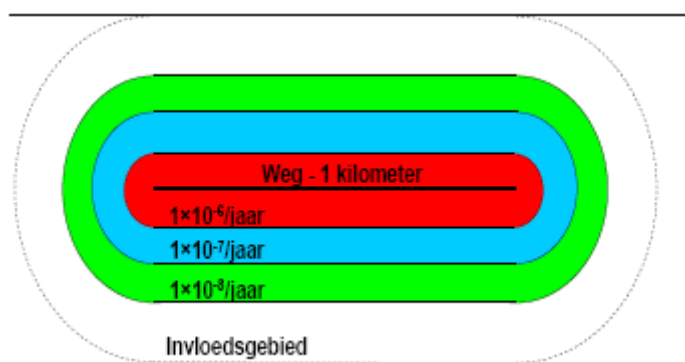 Weg - 1 kilometer
1×10⁻⁶/jaar
1×10⁻⁷/jaar
1×10⁻⁸/jaar
Invloedsgebied